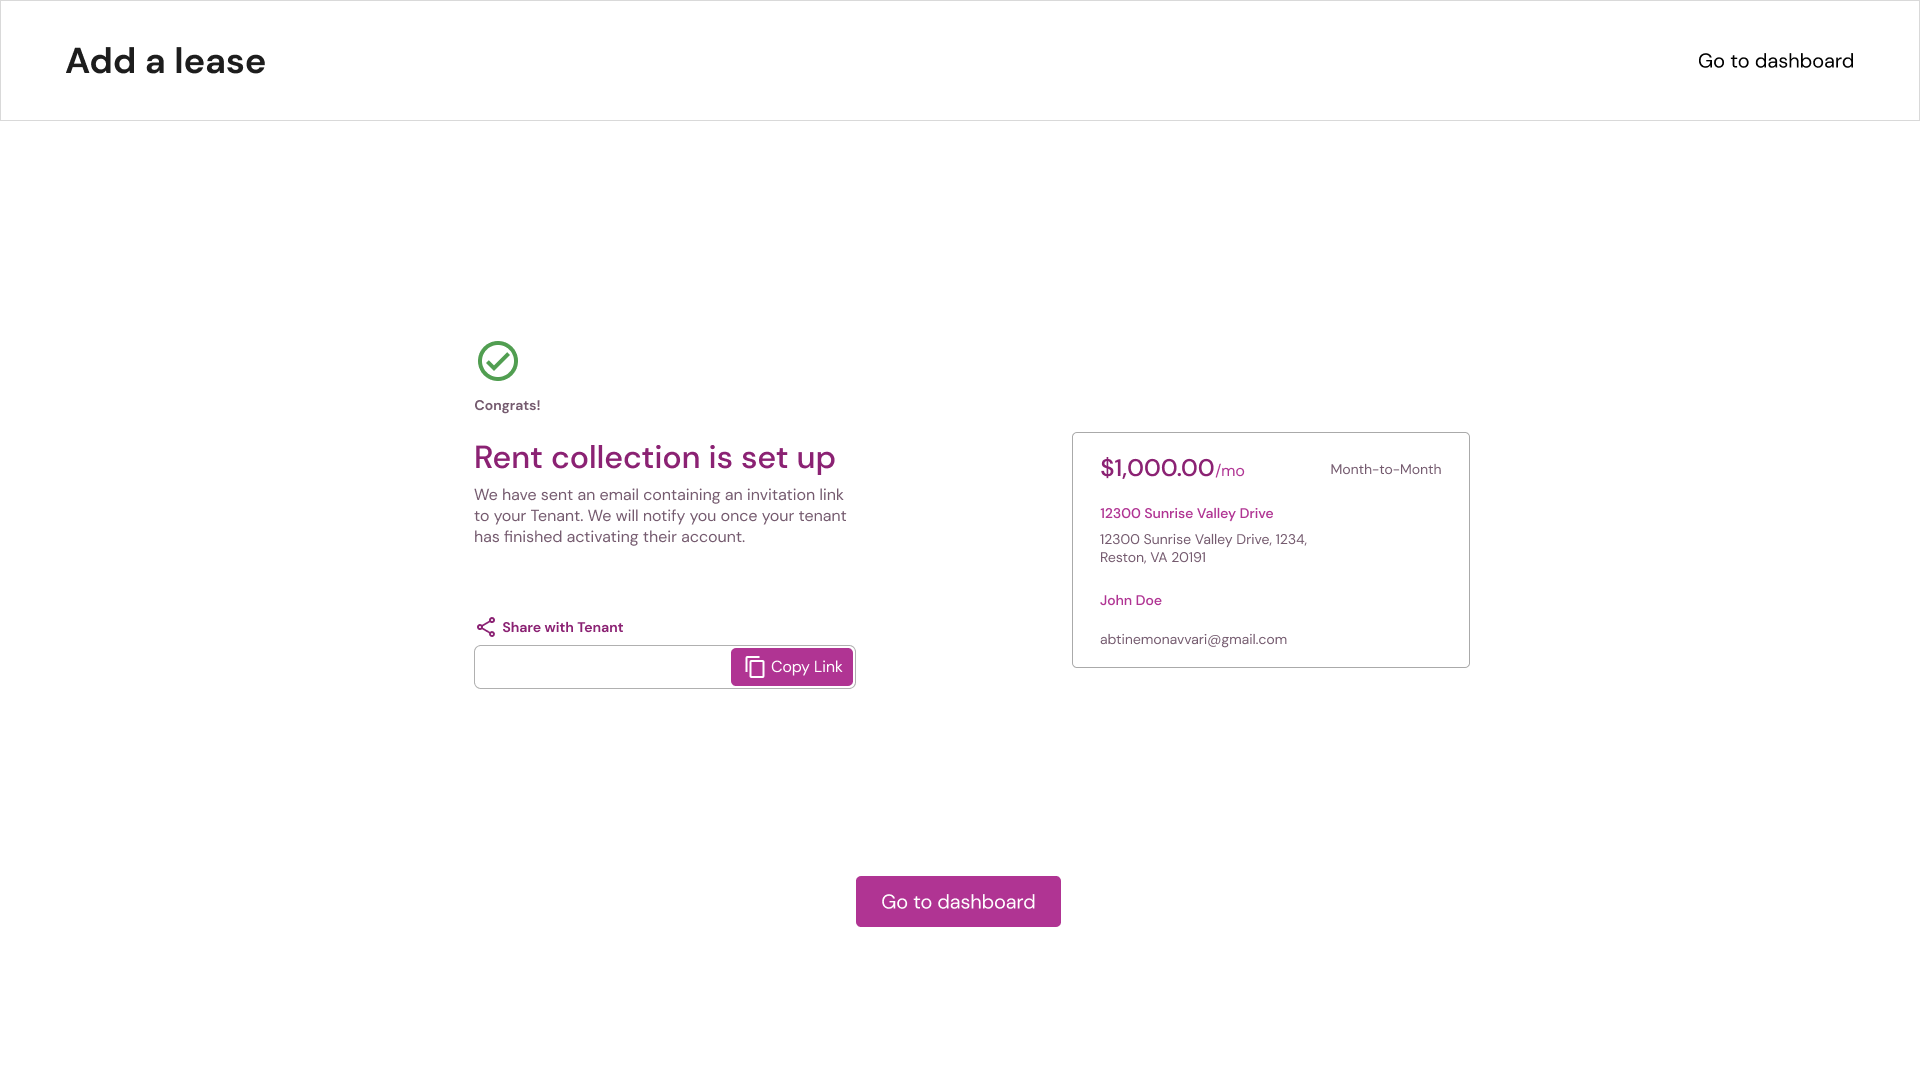 Add a lease
Go to dashboard
Congrats!
Rent collection is set up
We have sent an email containing an invitation link
to your Tenant. We will notify you once your tenant
has finished activating their account.
Share with Tenant
Copy Link
$1,000.00/mo
Month-to-Month
12300 Sunrise Valley Drive
12300 Sunrise Valley Drive, 1234,
Reston, VA 20191
John Doe
abtinemonavvari@gmail.com
Go to dashboard